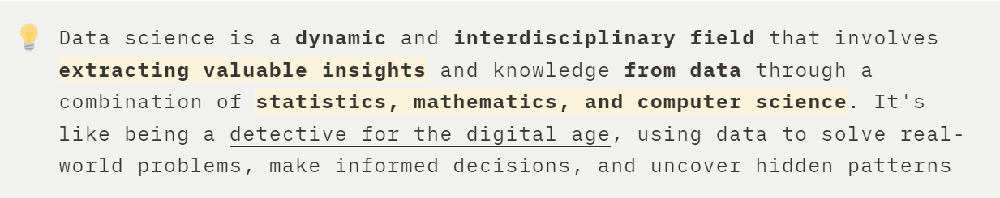 Data science is a dynamic and interdisciplinary field that involves
extracting valuable insights and knowledge from data through a
combination of statistics, mathematics, and computer science. It's
like being a detective for the digital age, using data to solve real-
world problems, make informed decisions, and uncover hidden patterns